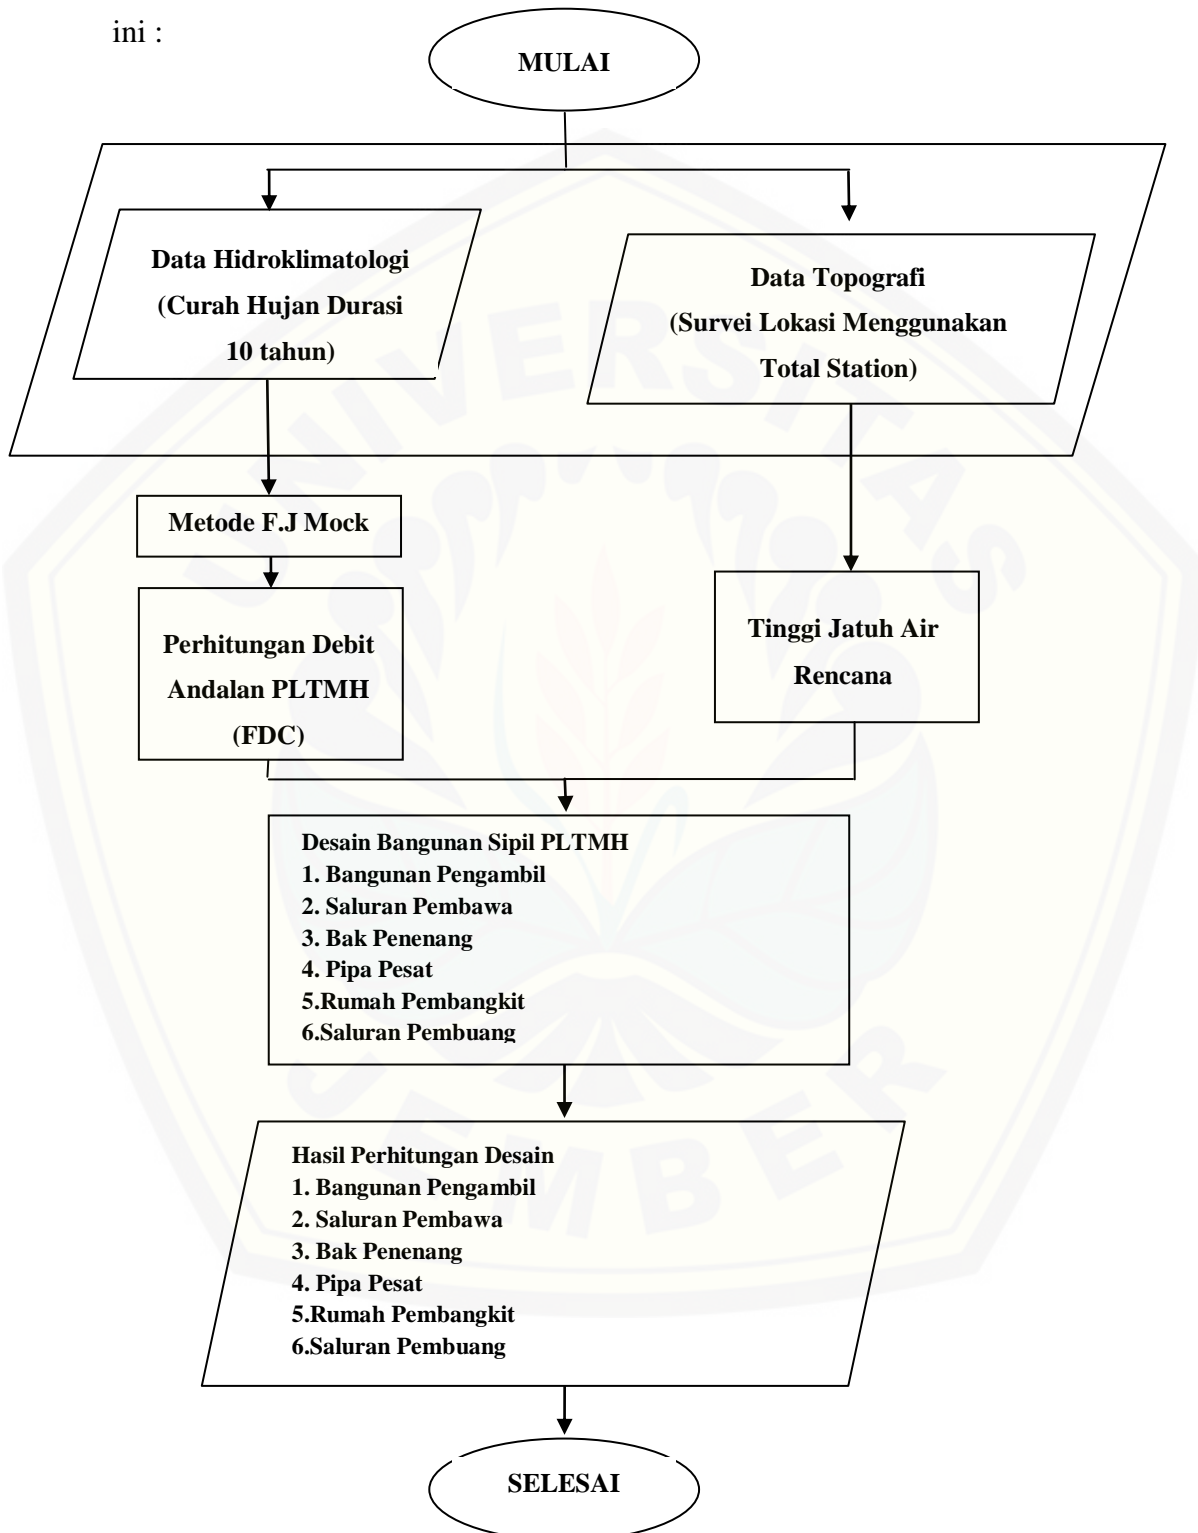 ini :
MULAI
Data Hidroklimatologi
(Curah Hujan Durasi
10 tahun)
Data Topografi
(Survei Lokasi Menggunakan
Total Station)
Metode F.J Mock
Perhitungan Debit
Andalan PLTMH
(FDC)
Tinggi Jatuh Air
Rencana
Desain Bangunan Sipil PLTMH
1. Bangunan Pengambil
2. Saluran Pembawa
3. Bak Penenang
4. Pipa Pesat
5.Rumah Pembangkit
6.Saluran Pembuang
Hasil Perhitungan Desain
1. Bangunan Pengambil
2. Saluran Pembawa
3. Bak Penenang
4. Pipa Pesat
5.Rumah Pembangkit
6.Saluran Pembuang
SELESAI
UNIVERSITAS
JEMBER